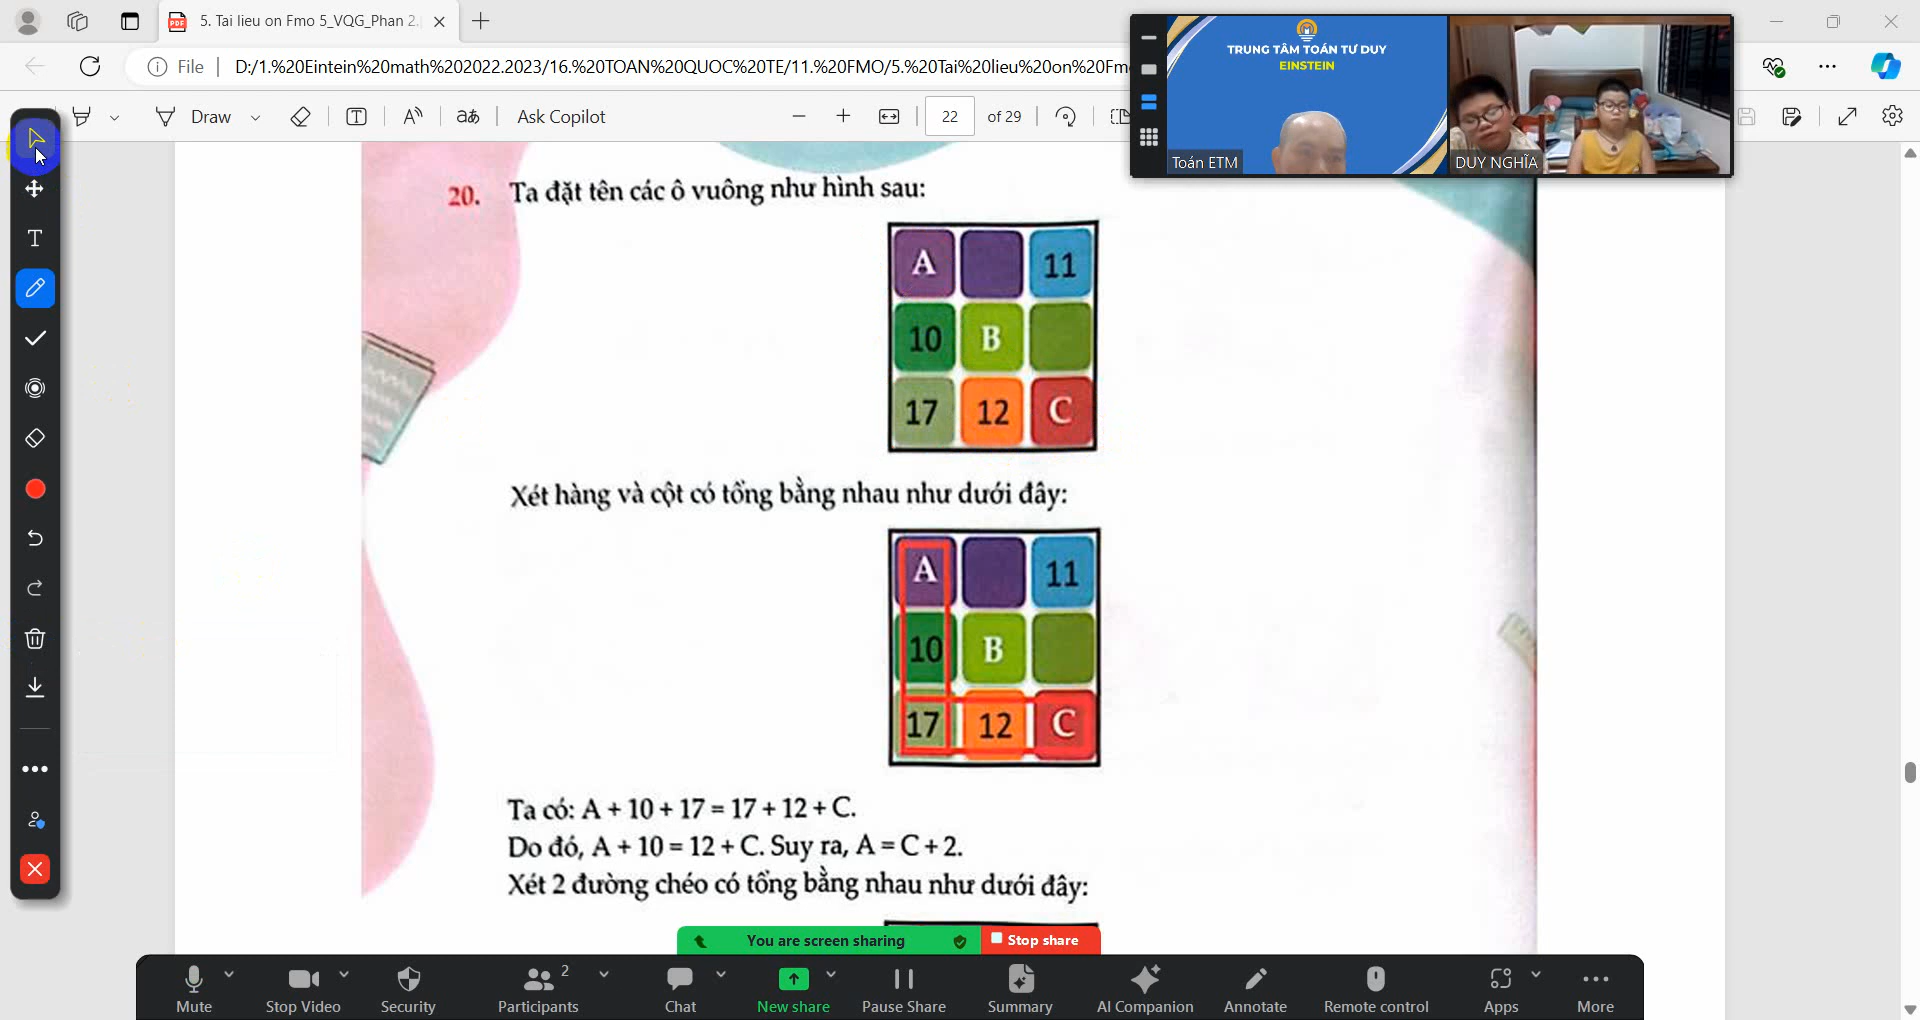 5. Tai lieu on Fmo 5_VQG_Phan 2.
File
D:/1.%20Eintein%20math%202022.2023/16.%20TOAN%20QUOC%20TE/11.%20FMO/5.%20Tai%20lieu%20on%20Fm
Draw
Ask Copilot
22 of 29
TRUNG TÂM TOÁN TƯ DUY
EINSTEIN
Toán ETM
DUY NGHĨA
20. Ta đặt tên các ô vuông như hình sau:
A 11
10 B
17 12 C
Xét hàng và cột có tổng bằng nhau như dưới đây:
A 11
10 B
17 12 C
Ta có: A + 10 + 17 = 17 + 12 + C.
Do đó, A + 10 = 12 + C. Suy ra, A = C + 2.
Xét 2 đường chéo có tổng bằng nhau như dưới đây:
You are screen sharing
Stop share
Mute
Stop Video
Security
Participants
2
Chat
New share
Pause Share
Summary
AI Companion
Annotate
Remote control
Apps
More